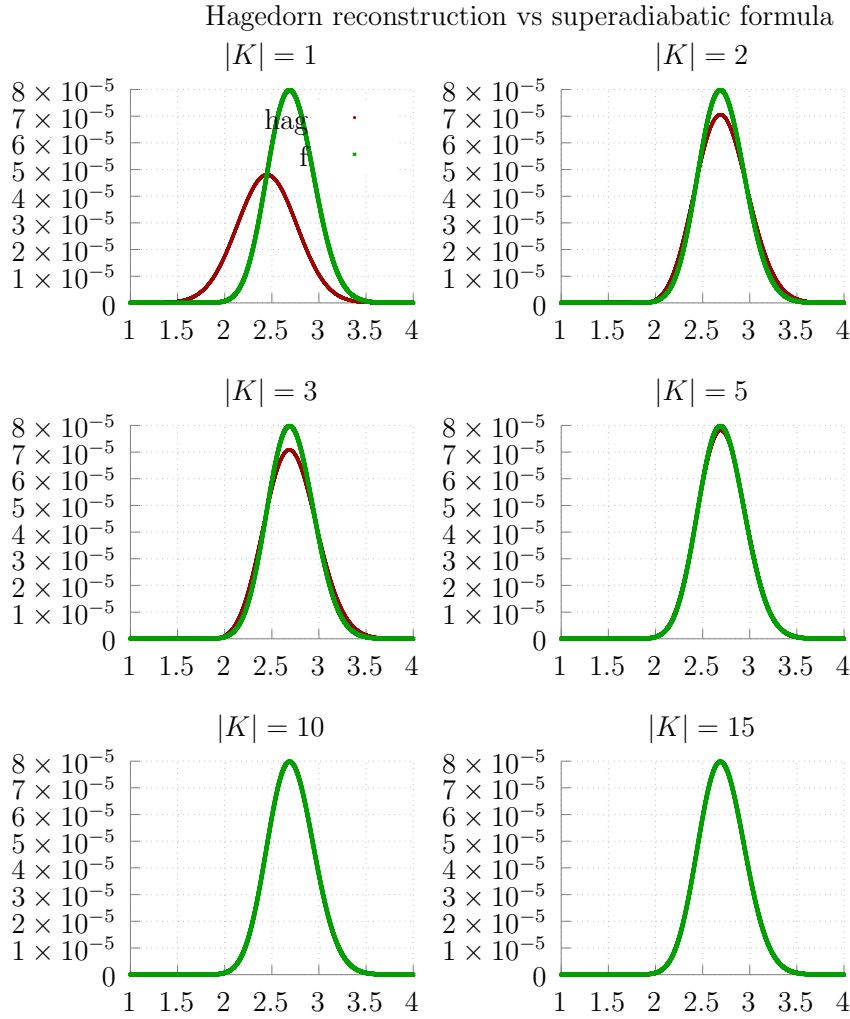 Hagedorn reconstruction vs superadiabatic formula
|K| = 1
8 × 10⁻⁵
7 × 10⁻⁵
6 × 10⁻⁵
5 × 10⁻⁵
4 × 10⁻⁵
3 × 10⁻⁵
2 × 10⁻⁵
1 × 10⁻⁵
0
1 1.5 2 2.5 3 3.5 4
hag
f
|K| = 2
8 × 10⁻⁵
7 × 10⁻⁵
6 × 10⁻⁵
5 × 10⁻⁵
4 × 10⁻⁵
3 × 10⁻⁵
2 × 10⁻⁵
1 × 10⁻⁵
0
1 1.5 2 2.5 3 3.5 4
|K| = 3
8 × 10⁻⁵
7 × 10⁻⁵
6 × 10⁻⁵
5 × 10⁻⁵
4 × 10⁻⁵
3 × 10⁻⁵
2 × 10⁻⁵
1 × 10⁻⁵
0
1 1.5 2 2.5 3 3.5 4
|K| = 5
8 × 10⁻⁵
7 × 10⁻⁵
6 × 10⁻⁵
5 × 10⁻⁵
4 × 10⁻⁵
3 × 10⁻⁵
2 × 10⁻⁵
1 × 10⁻⁵
0
1 1.5 2 2.5 3 3.5 4
|K| = 10
8 × 10⁻⁵
7 × 10⁻⁵
6 × 10⁻⁵
5 × 10⁻⁵
4 × 10⁻⁵
3 × 10⁻⁵
2 × 10⁻⁵
1 × 10⁻⁵
0
1 1.5 2 2.5 3 3.5 4
|K| = 15
8 × 10⁻⁵
7 × 10⁻⁵
6 × 10⁻⁵
5 × 10⁻⁵
4 × 10⁻⁵
3 × 10⁻⁵
2 × 10⁻⁵
1 × 10⁻⁵
0
1 1.5 2 2.5 3 3.5 4